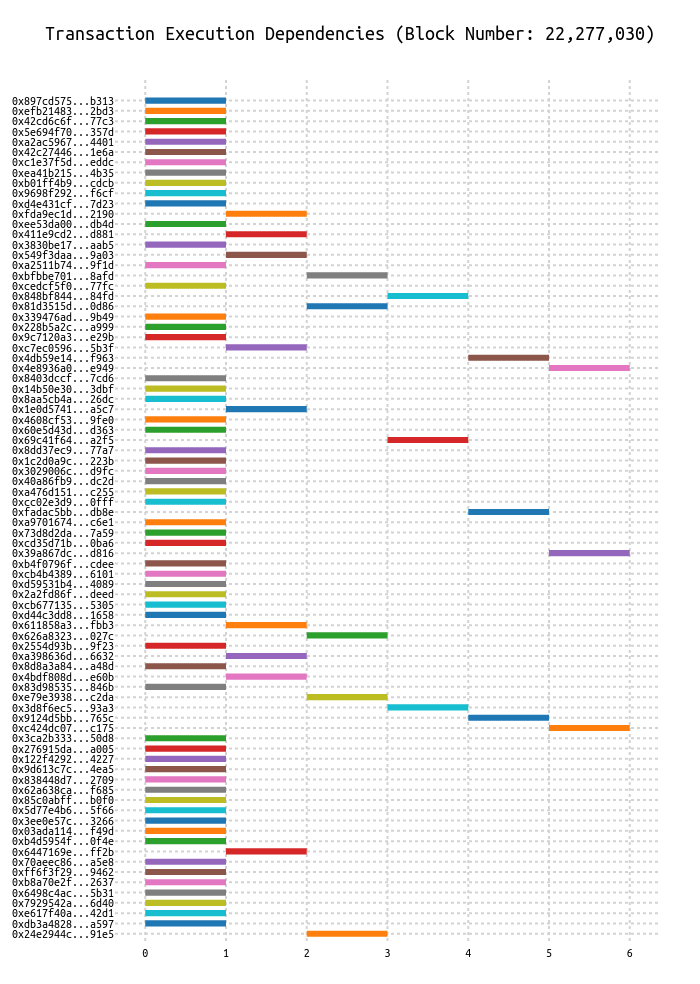 Transaction Execution Dependencies (Block Number: 22,277,030)
0x897cd575...b313
0xefb21483...2bd3
0x42cd6c6f...77c3
0x5e694f70...357d
0xa2ac5967...4401
0x42c27446...1e6a
0xc1e37f5d...eddc
0xea41b215...4b35
0xb01ff4b9...cdcb
0x9698f292...f6cf
0xd4e431cf...7d23
0xfda9ec1d...2190
0xee53da00...db4d
0x411e9cd2...d881
0x3830be17...aab5
0x549f3daa...9a03
0xa2511b74...9f1d
0xbfbbe701...8afd
0xcedcf5f0...77fc
0x848bf844...84fd
0x81d3515d...0d86
0x339476ad...9b49
0x228b5a2c...a999
0x9c7120a3...e29b
0xc7ec0596...5b3f
0x4db59e14...f963
0x4e8936a0...e949
0x8403dccf...7cd6
0x14b50e30...3dbf
0x8aa5cb4a...26dc
0x1e0d5741...a5c7
0x4608cf53...9fe0
0x60e5d43d...d363
0x69c41f64...a2f5
0x8dd37ec9...77a7
0x1c2d0a9c...223b
0x3029006c...d9fc
0x40a86fb9...dc2d
0xa476d151...c255
0xcc02e3d9...0fff
0xfadac5bb...db8e
0xa9701674...c6e1
0x73d8d2da...7a59
0xcd35d71b...0ba6
0x39a867dc...d816
0xb4f0796f...cdee
0xcb4b4389...6101
0xd59531b4...4089
0x2a2fd86f...deed
0xcb677135...5305
0xd44c3dd8...1658
0x611858a3...fbb3
0x626a8323...027c
0x2554d93b...9f23
0xa398636d...6632
0x8d8a3a84...a48d
0x4bdf808d...e60b
0x83d98535...846b
0xe79e3938...c2da
0x3d8f6ec5...93a3
0x9124d5bb...765c
0xc424dc07...c175
0x3ca2b333...50d8
0x276915da...a005
0x122f4292...4227
0x9d613c7c...4ea5
0x838448d7...2709
0x62a638ca...f685
0x85c0abff...b0f0
0x5d77e4b6...5f66
0x3ee0e57c...3266
0x03ada114...f49d
0xb4d5954f...0f4e
0x6447169e...ff2b
0x70aeec86...a5e8
0xff6f3f29...9462
0xb8a70e2f...2637
0x6498c4ac...5b31
0x7929542a...6d40
0xe617f40a...42d1
0xdb3a4828...a597
0x24e2944c...91e5
0 1 2 3 4 5 6